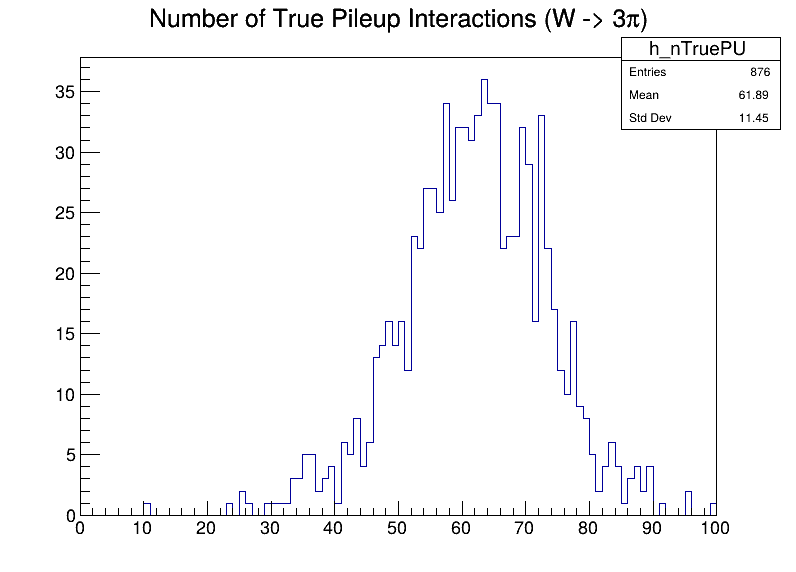 Number of True Pileup Interactions (W -> 3π)
h_nTruePU
Entries 876
Mean 61.89
Std Dev 11.45
35
30
25
20
15
10
5
0
0 10 20 30 40 50 60 70 80 90 100